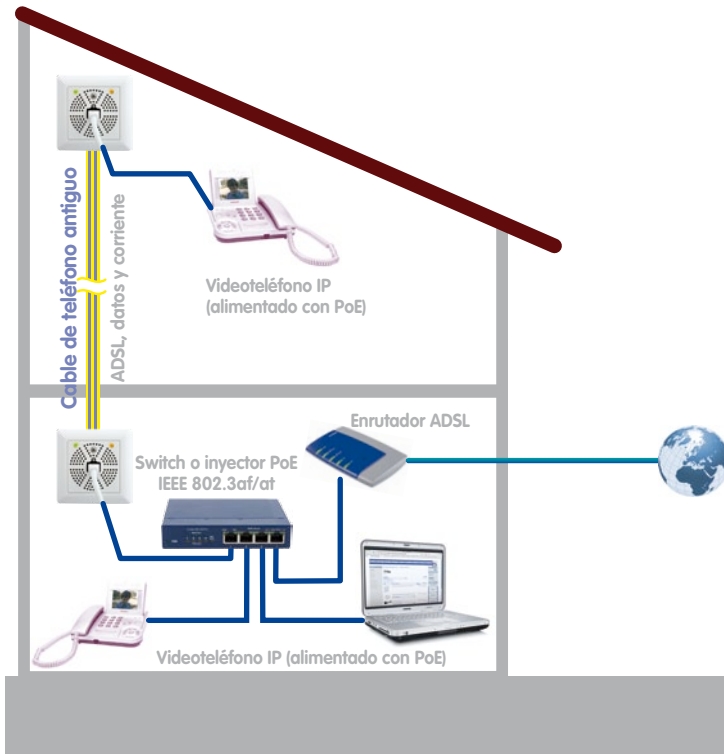 Cable de teléfono antiguo
ADSL, datos y corriente
Videoteléfono IP
(alimentado con PoE)
Enrutador ADSL
Switch o inyector PoE
IEEE 802.3af/at
Videoteléfono IP (alimentado con PoE)